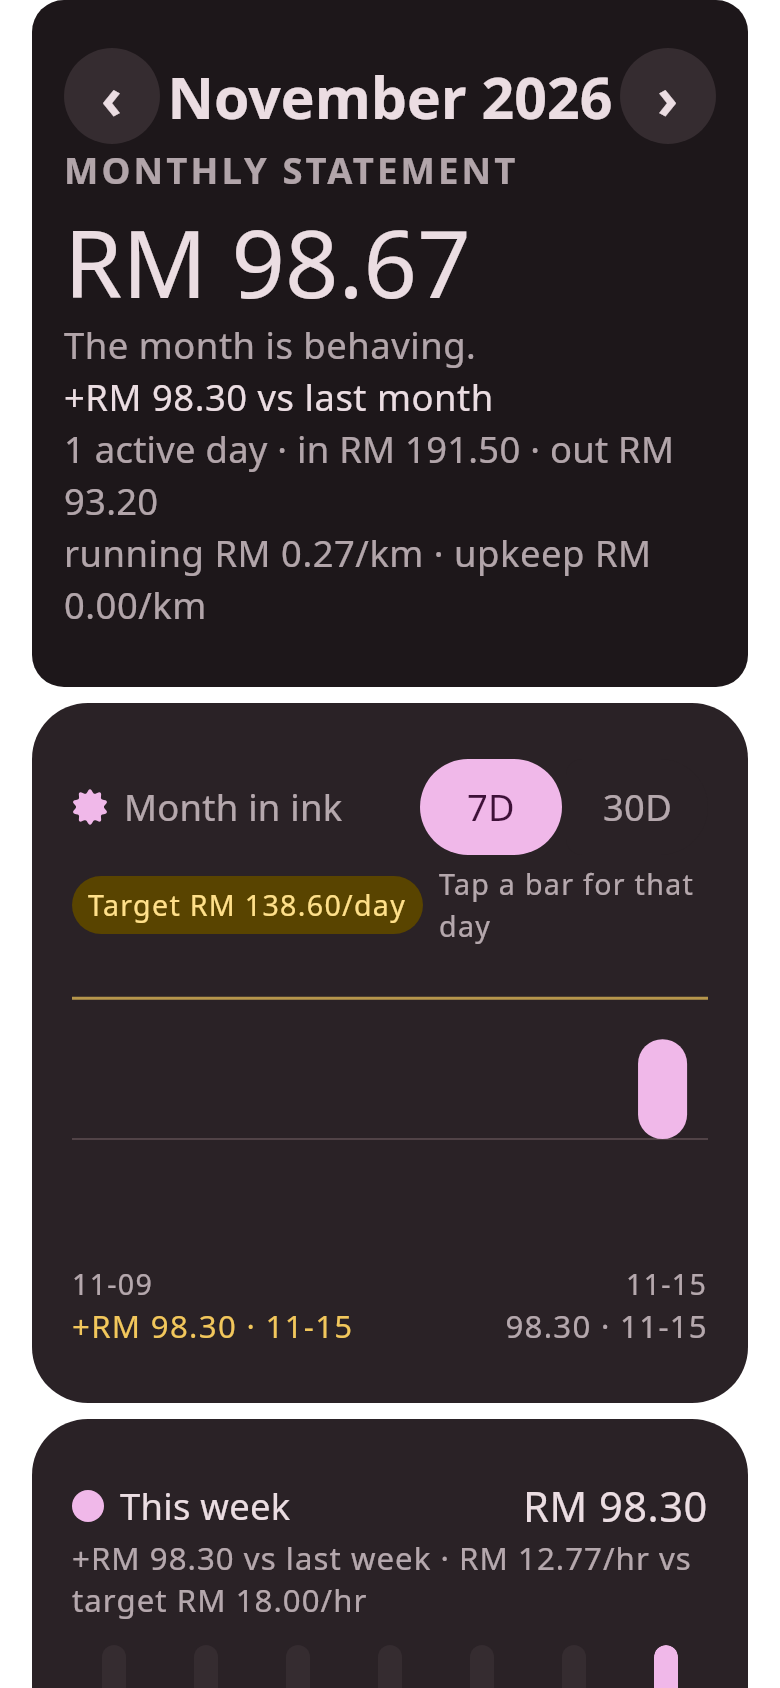 ‹ November 2026 ›
MONTHLY STATEMENT
RM 98.67
The month is behaving.
+RM 98.30 vs last month
1 active day · in RM 191.50 · out RM
93.20
running RM 0.27/km · upkeep RM
0.00/km
Month in ink 7D 30D
Target RM 138.60/day
Tap a bar for that
day
11-09 11-15
+RM 98.30 · 11-15 98.30 · 11-15
This week RM 98.30
+RM 98.30 vs last week · RM 12.77/hr vs
target RM 18.00/hr